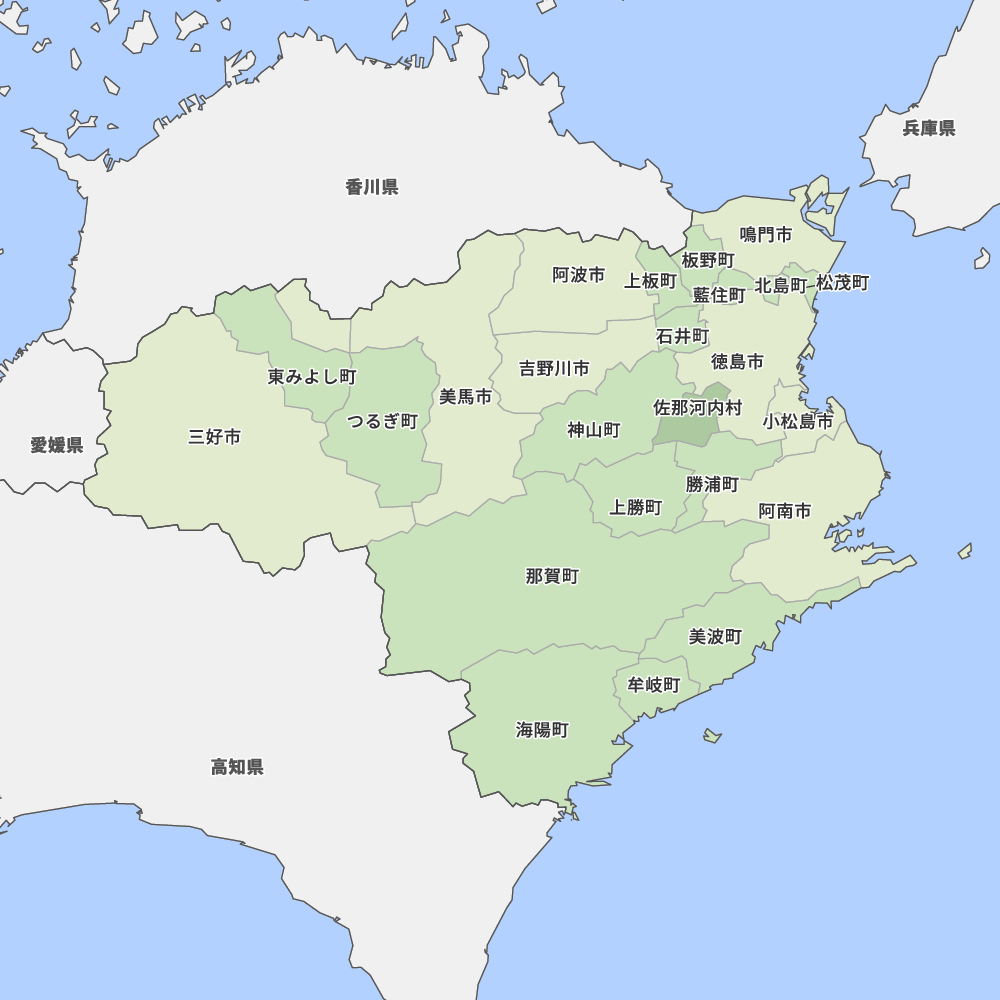 兵庫県
香川県
鳴門市
板野町
阿波市
上板町
松茂町
北島町
藍住町
石井町
徳島市
吉野川市
東みよし町
美馬市
佐那河内村
つるぎ町
小松島市
神山町
三好市
愛媛県
勝浦町
上勝町
阿南市
那賀町
美波町
牟岐町
海陽町
高知県